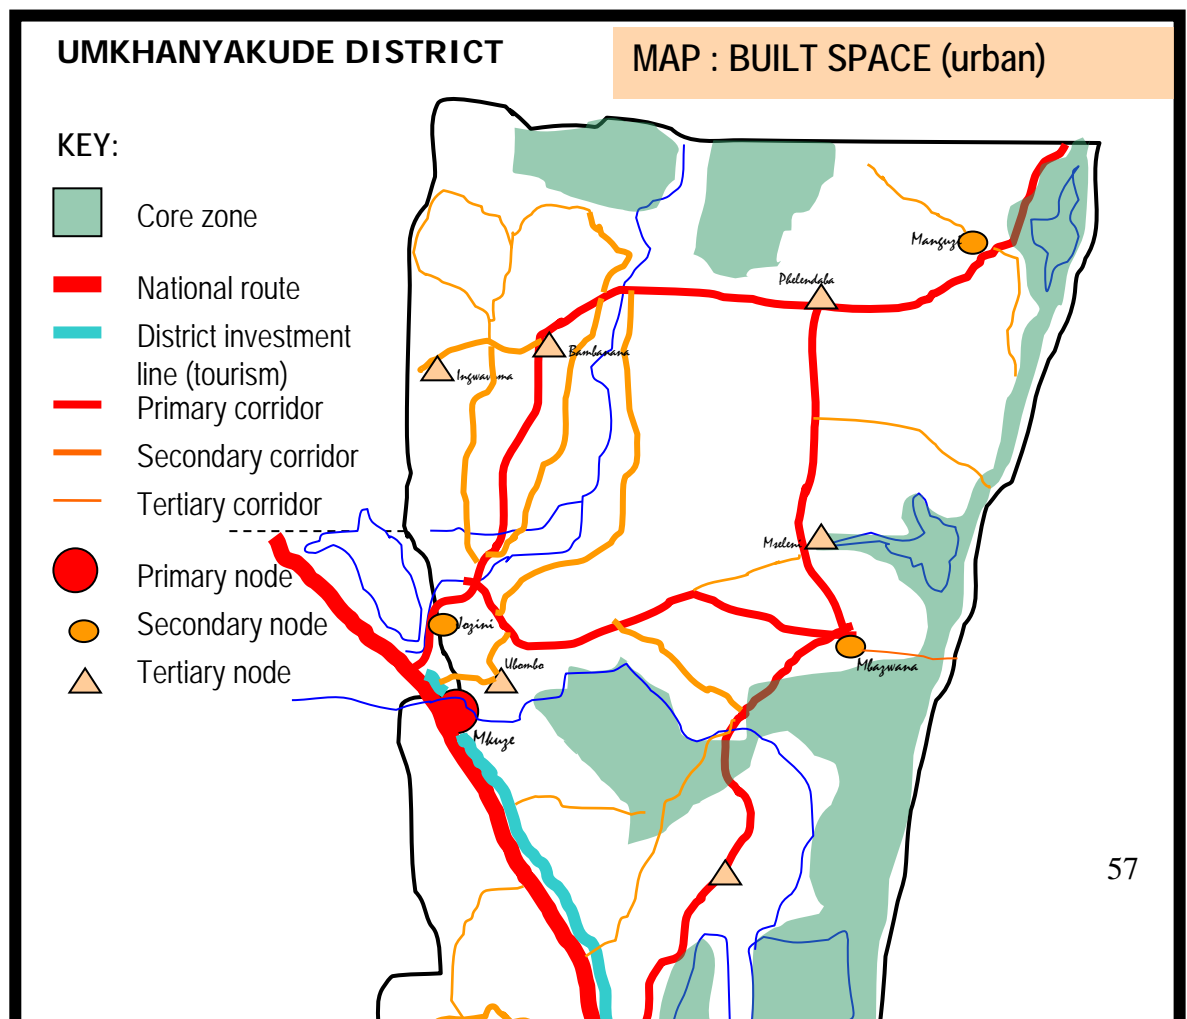 UMKHANYAKUDE DISTRICT
MAP : BUILT SPACE (urban)
KEY:
Core zone
National route
District investment
line (tourism)
Primary corridor
Secondary corridor
Tertiary corridor
Primary node
Secondary node
Tertiary node
Manguzi
Phelendaba
Bambanana
Ingwavuma
Mseleni
Jozini
Ubombo
Mbazwana
Mkuze
57